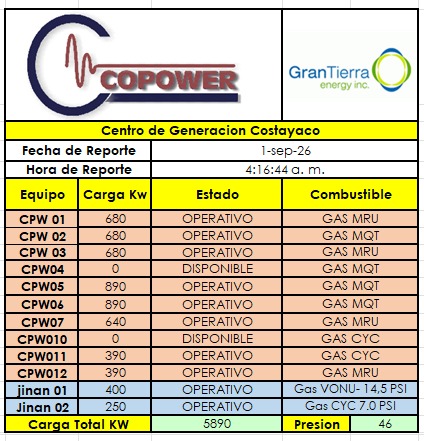 COPOWER
GranTierra
energy inc.
Centro de Generacion Costayaco
Fecha de Reporte 1-sep-26
Hora de Reporte 4:16:44 a. m.
Equipo Carga Kw Estado Combustible
CPW 01 680 OPERATIVO GAS MRU
CPW 02 680 OPERATIVO GAS MQT
CPW 03 680 OPERATIVO GAS MRU
CPW04 0 DISPONIBLE GAS MQT
CPW05 890 OPERATIVO GAS MQT
CPW06 890 OPERATIVO GAS MQT
CPW07 640 OPERATIVO GAS MRU
CPW010 0 DISPONIBLE GAS CYC
CPW011 390 OPERATIVO GAS CYC
CPW012 390 OPERATIVO GAS MRU
jinan 01 400 OPERATIVO Gas VONU- 14,5 PSI
Jinan 02 250 OPERATIVO Gas CYC 7.0 PSI
Carga Total KW 5890 Presion 46